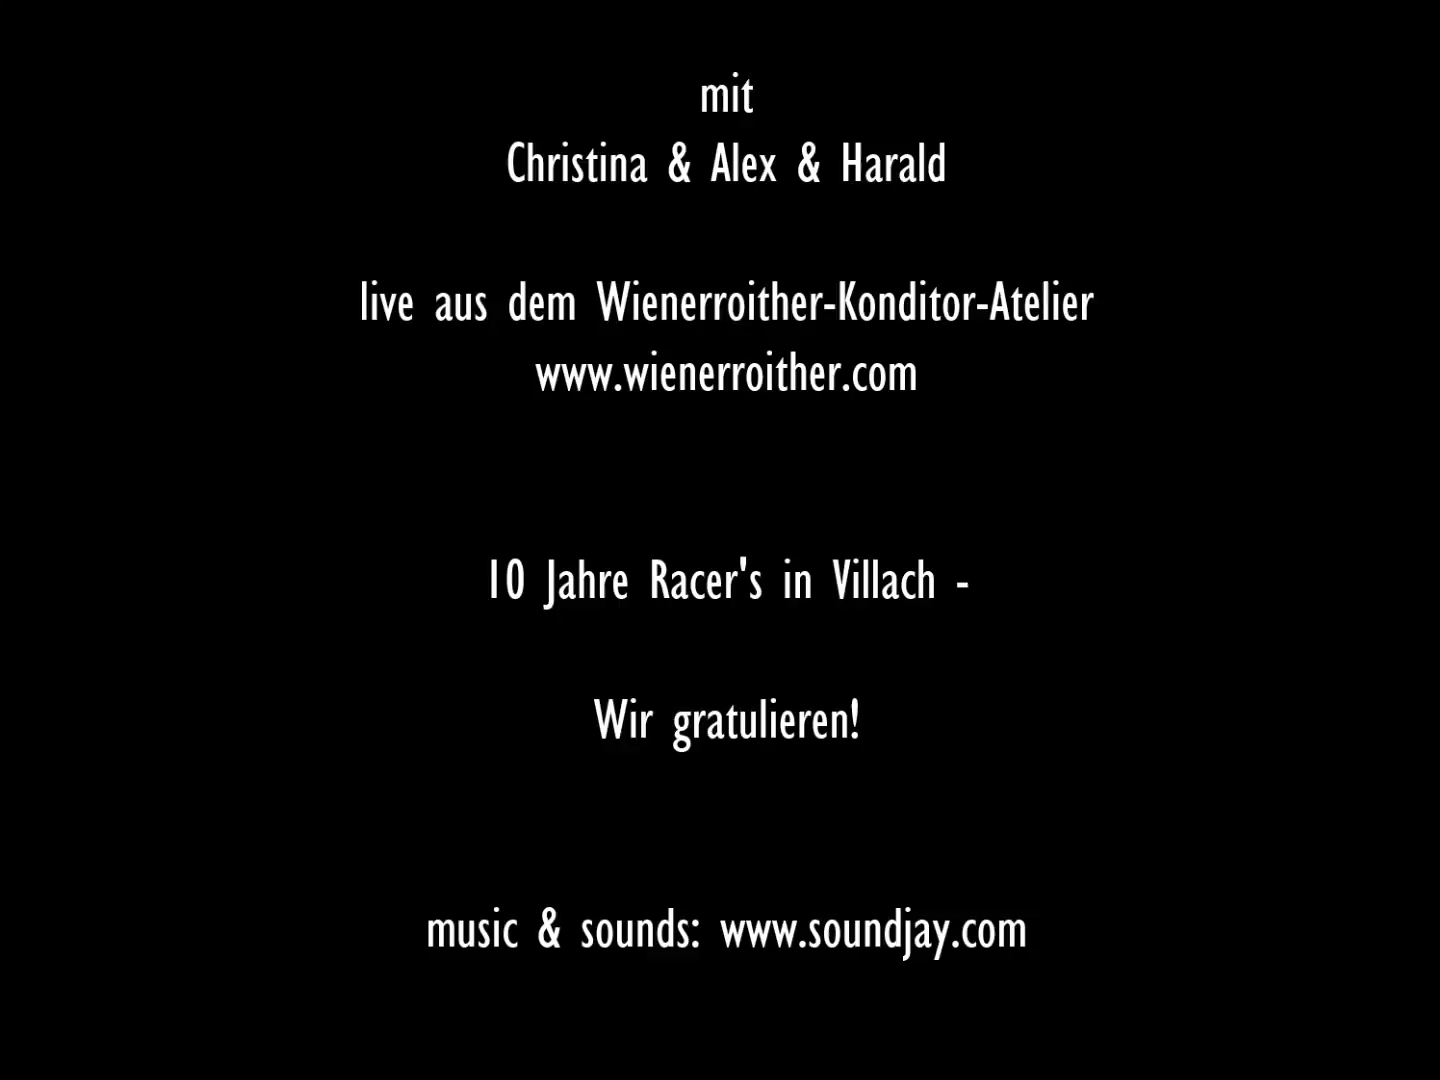 mit
Christina & Alex & Harald
live aus dem Wienerroither-Konditor-Atelier
www.wienerroither.com
10 Jahre Racer's in Villach -
Wir gratulieren!
music & sounds: www.soundjay.com